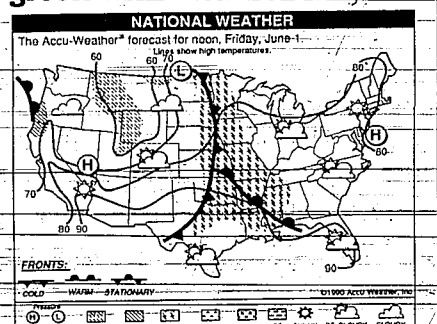 NATIONAL WEATHER
The Accu-Weather® forecast for noon, Friday, June 1.
Lines show high temperatures.
60
60 70
L
80
H
H
80
70
80 90
90
FRONTS:
COLD WARM STATIONARY
©1990 Accu Weather, Inc
Pressure
H L